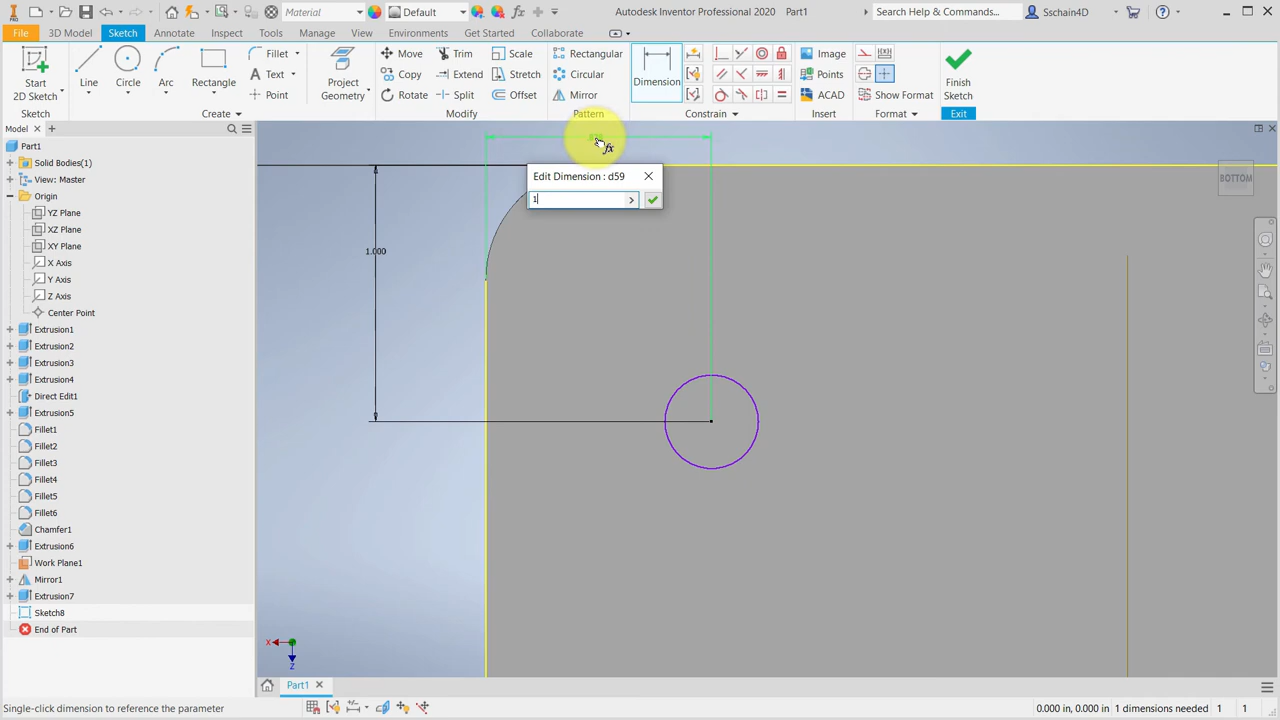 PRO
Material
Default
fx
Autodesk Inventor Professional 2020   Part1
Search Help & Commands...
Sschain4D
File
3D Model
Sketch
Annotate
Inspect
Tools
Manage
View
Environments
Get Started
Collaborate
Start
2D Sketch
Line
Circle
Arc
Rectangle
Fillet
Text
Point
Project
Geometry
Move
Copy
Rotate
Trim
Extend
Split
Scale
Stretch
Offset
Rectangular
Circular
Mirror
Dimension
Image
Points
ACAD
Show Format
Finish
Sketch
Sketch
Create
Modify
Pattern
Constrain
Insert
Format
Exit
Model
Part1
Solid Bodies(1)
View: Master
Origin
YZ Plane
XZ Plane
XY Plane
X Axis
Y Axis
Z Axis
Center Point
Extrusion1
Extrusion2
Extrusion3
Extrusion4
Direct Edit1
Extrusion5
Fillet1
Fillet2
Fillet3
Fillet4
Fillet5
Fillet6
Chamfer1
Extrusion6
Work Plane1
Mirror1
Extrusion7
Sketch8
End of Part
fx
Edit Dimension : d59
1
1.000
BOTTOM
X
Z
Part1
Single-click dimension to reference the parameter
0.000 in, 0.000 in
1 dimensions needed
1
1